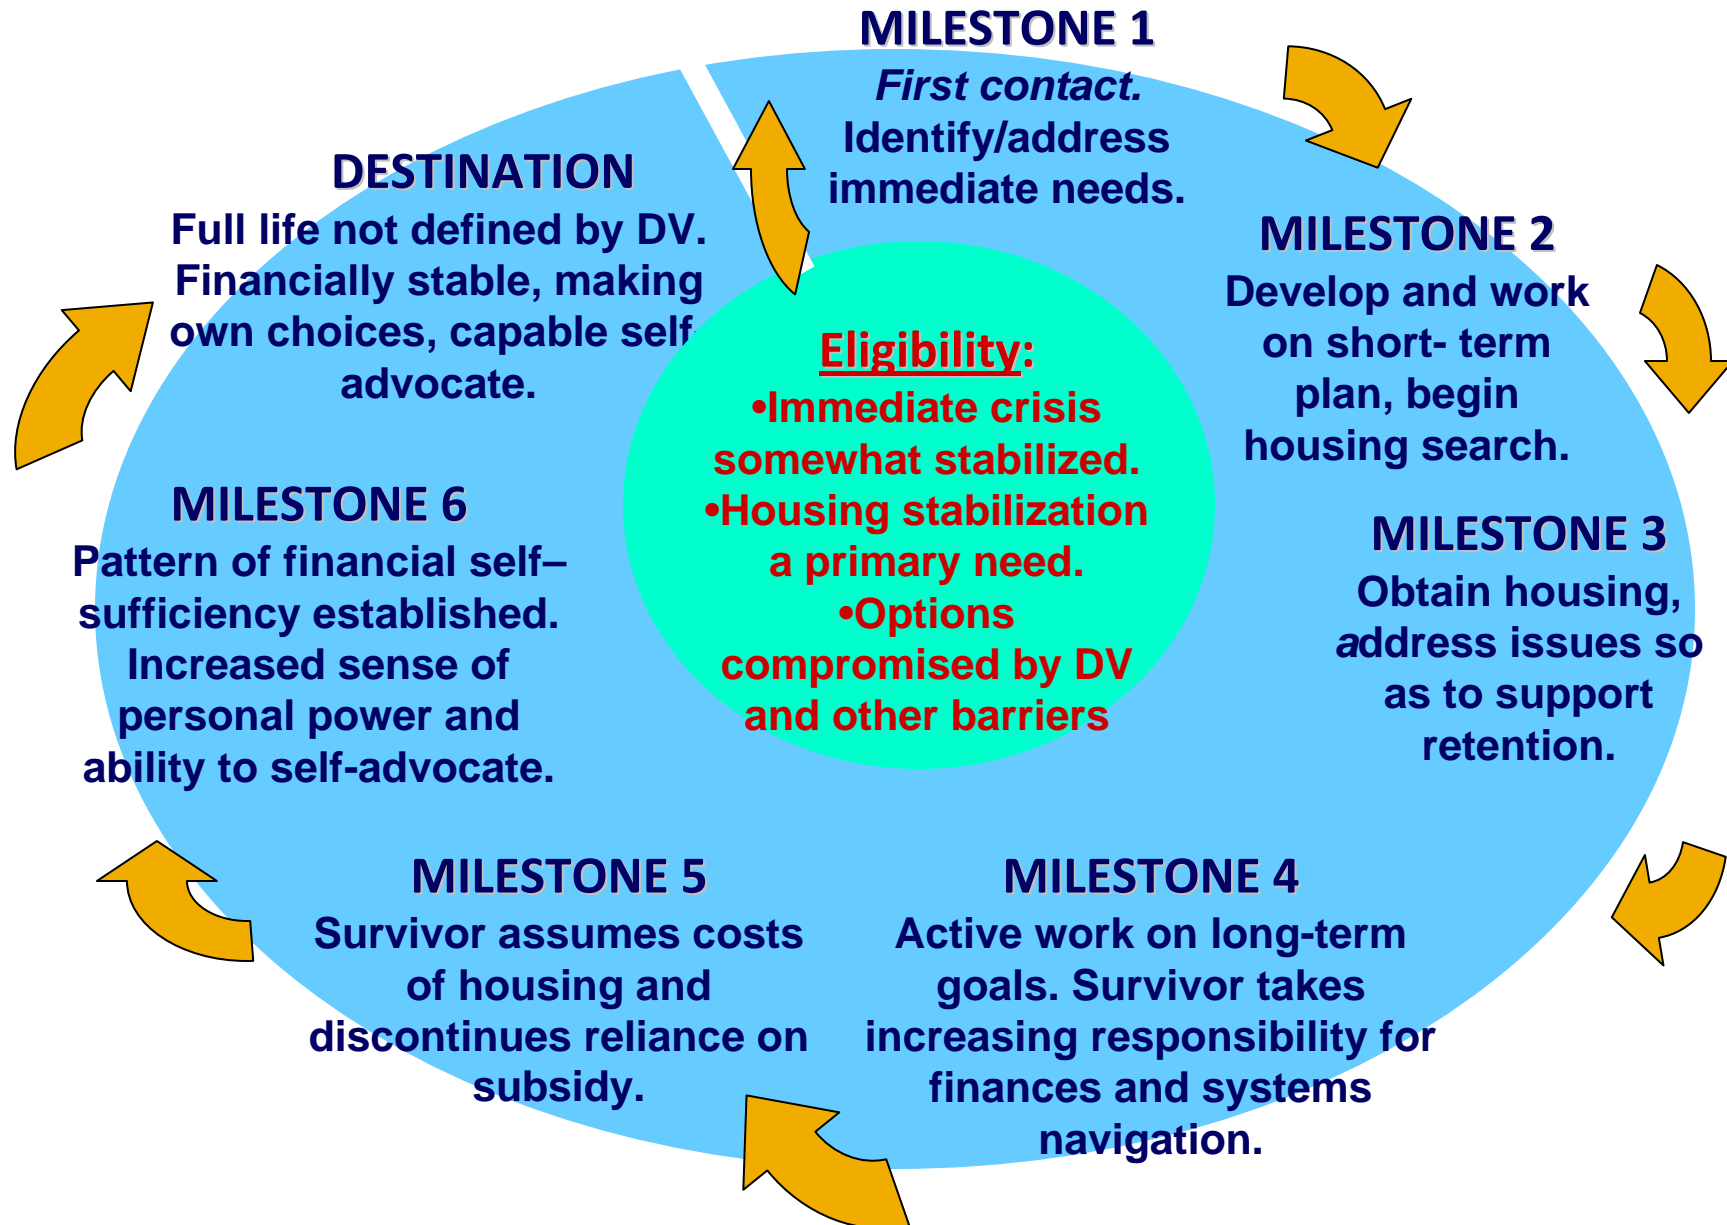 MILESTONE 1
First contact.
Identify/address
immediate needs.
MILESTONE 2
Develop and work
on short- term
plan, begin
housing search.
MILESTONE 3
Obtain housing,
address issues so
as to support
retention.
MILESTONE 4
Active work on long-term
goals. Survivor takes
increasing responsibility for
finances and systems
navigation.
MILESTONE 5
Survivor assumes costs
of housing and
discontinues reliance on
subsidy.
MILESTONE 6
Pattern of financial self–
sufficiency established.
Increased sense of
personal power and
ability to self-advocate.
DESTINATION
Full life not defined by DV.
Financially stable, making
own choices, capable self-
advocate.
Eligibility:
•Immediate crisis
somewhat stabilized.
•Housing stabilization
a primary need.
•Options
compromised by DV
and other barriers